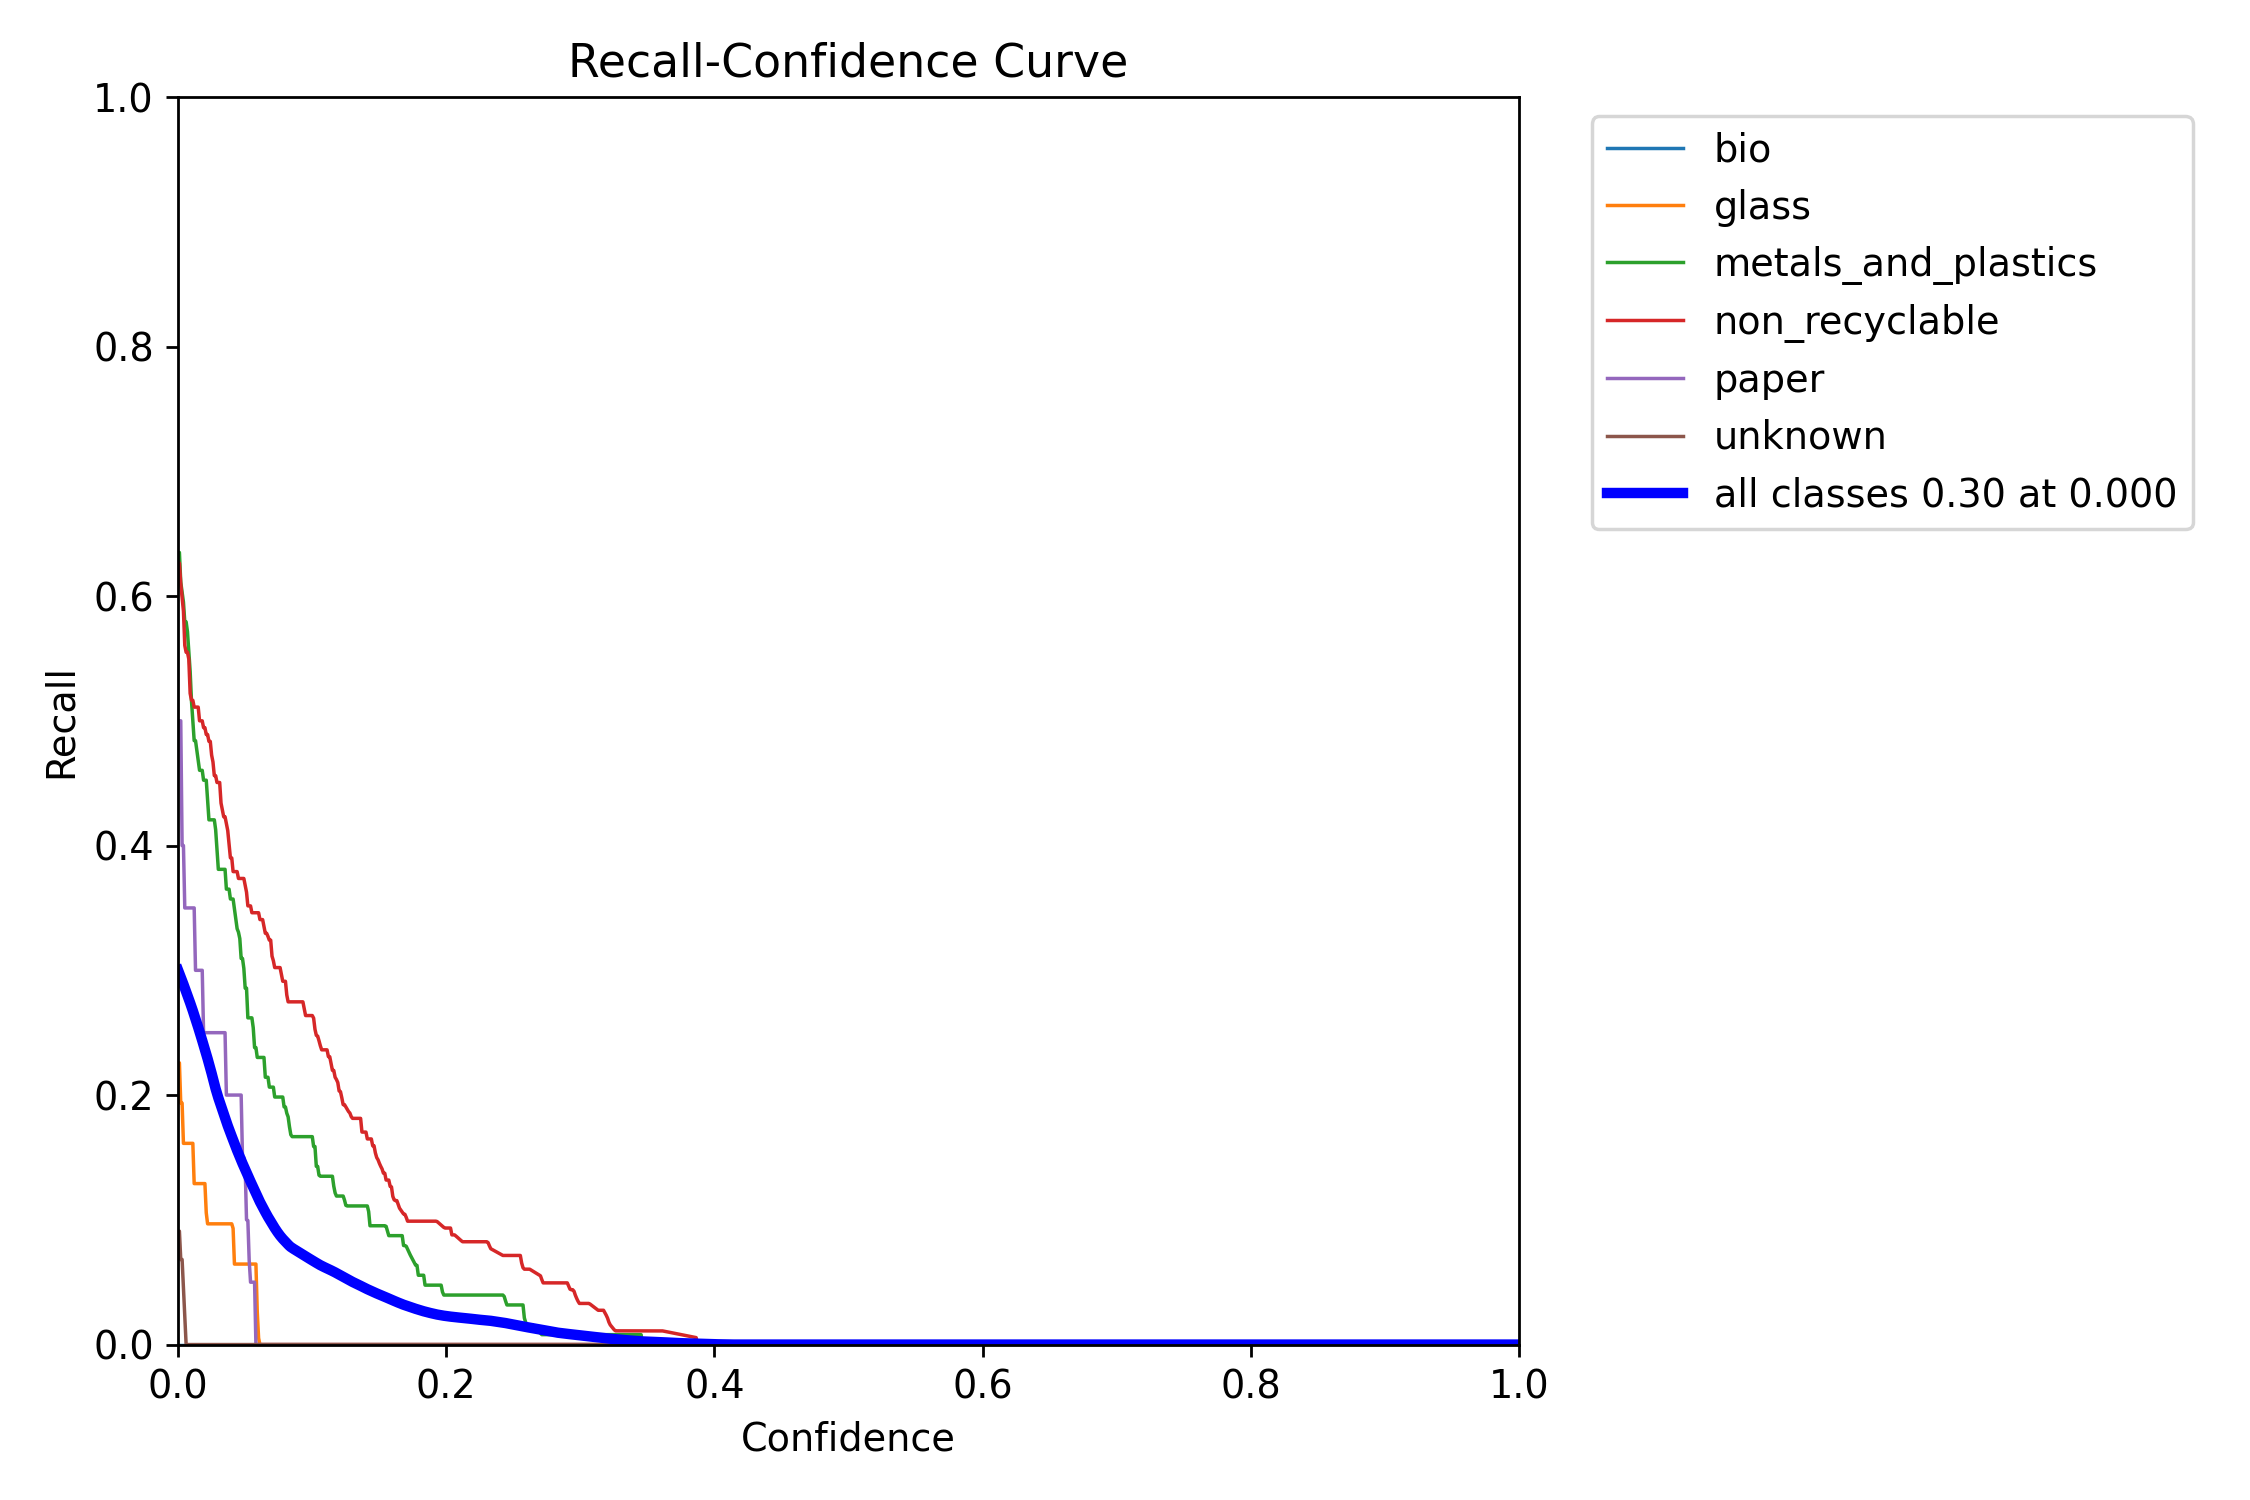 Recall-Confidence Curve
1.0
0.8
0.6
0.4
0.2
0.0
Recall
0.0 0.2 0.4 0.6 0.8 1.0
Confidence
bio
glass
metals_and_plastics
non_recyclable
paper
unknown
all classes 0.30 at 0.000